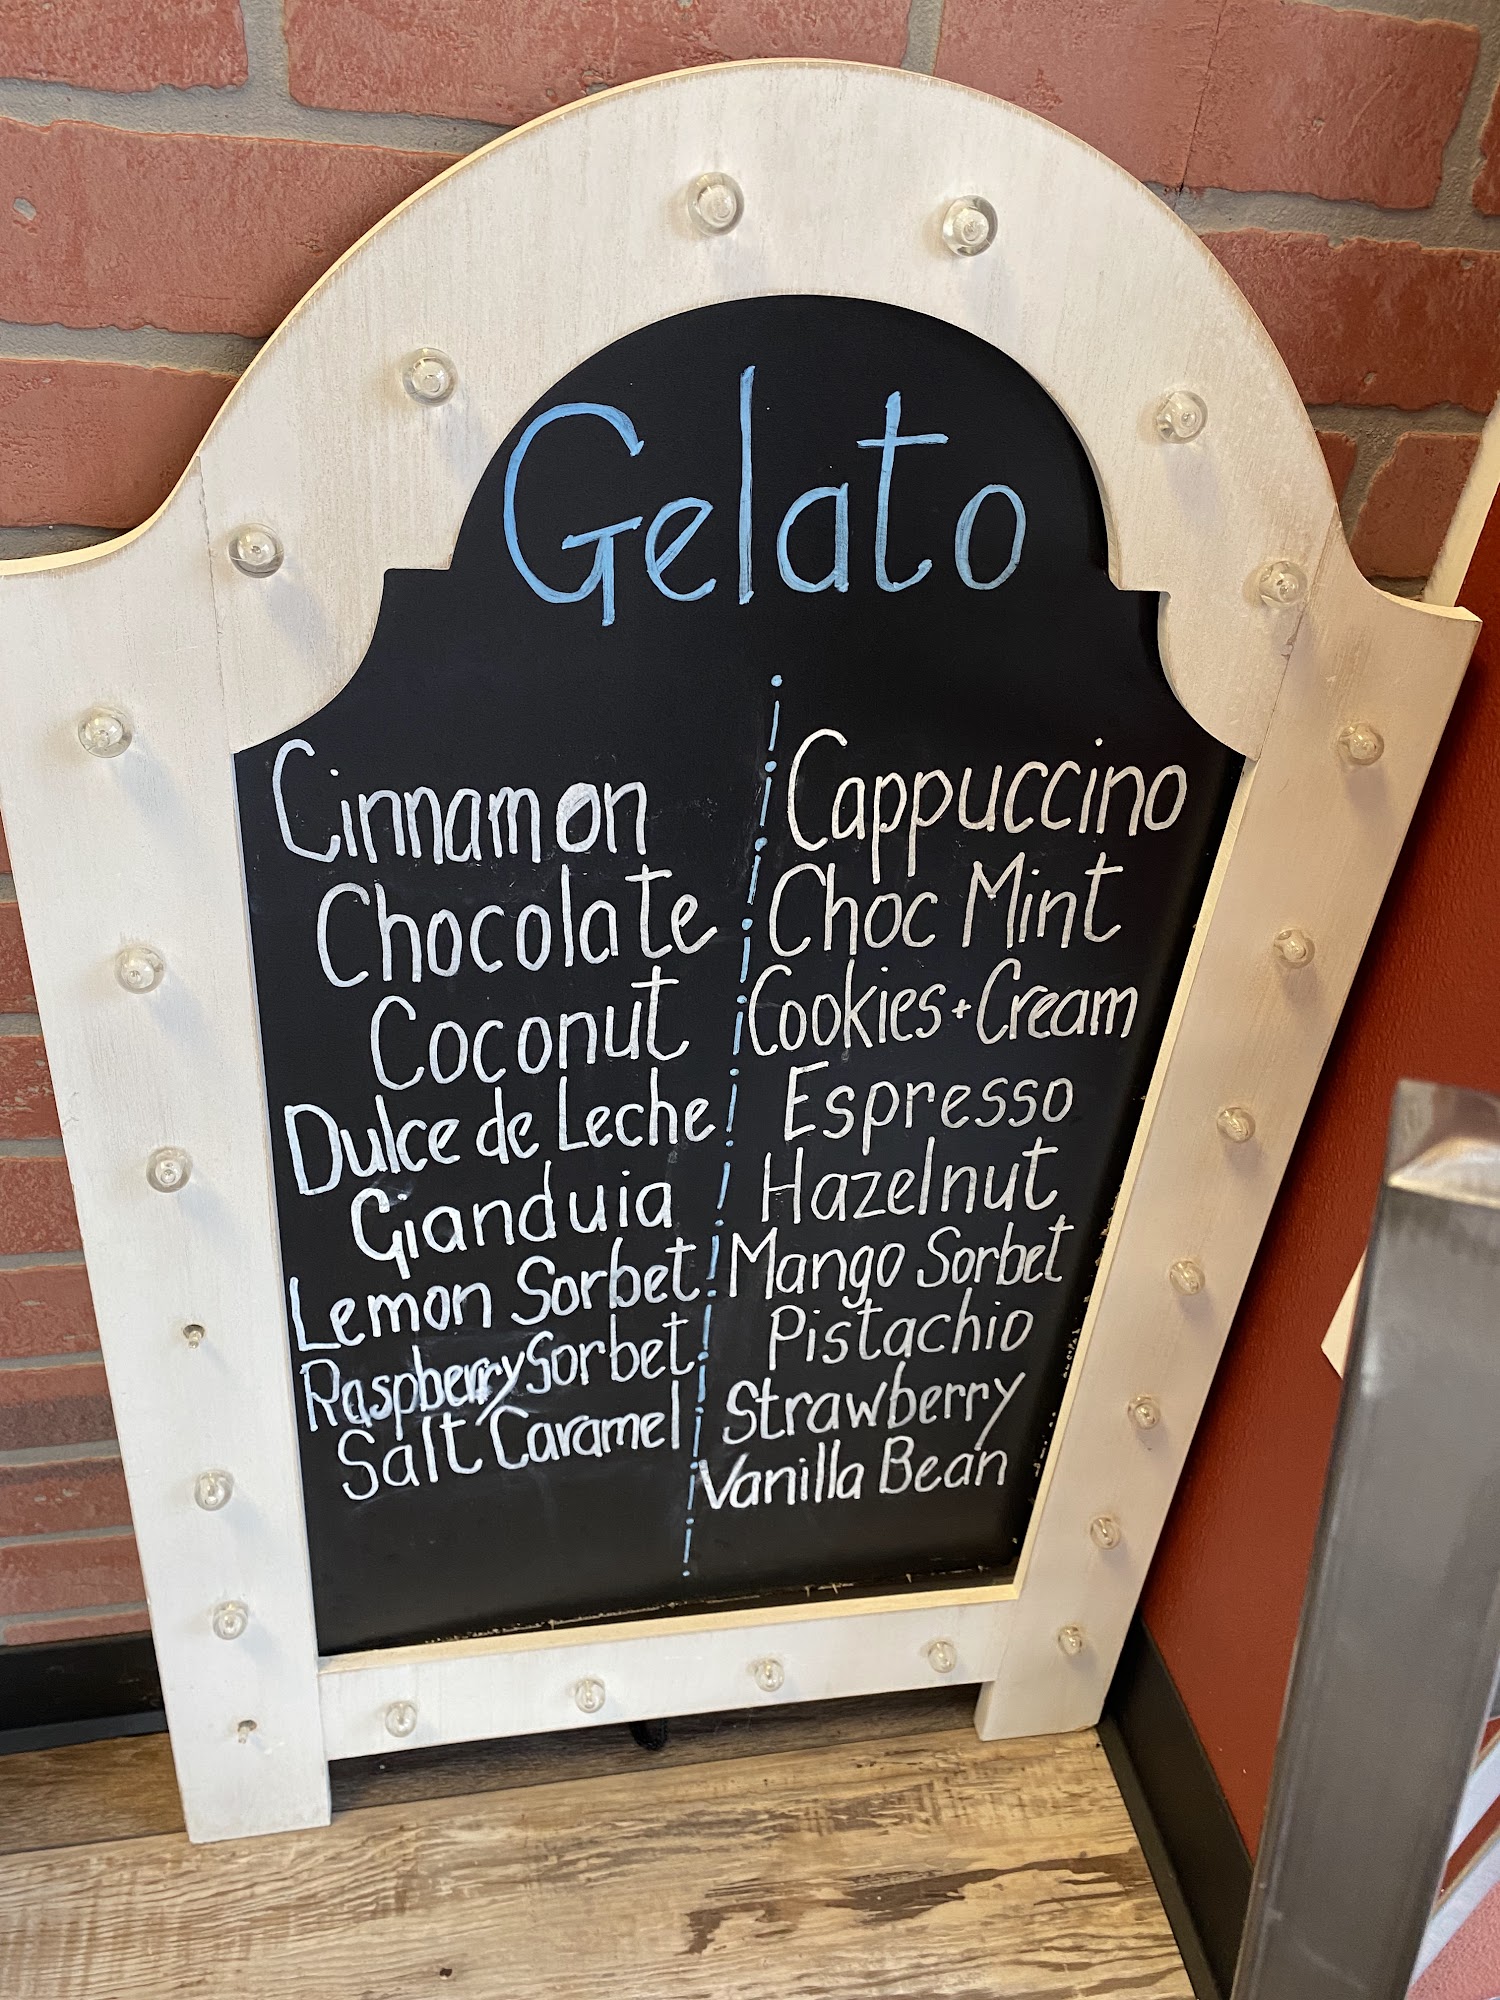 Gelato
Cinnamon
Chocolate
Coconut
Dulce de Leche
Gianduia
Lemon Sorbet
Raspberry Sorbet
Salt Caramel
Cappuccino
Choc Mint
Cookies + Cream
Espresso
Hazelnut
Mango Sorbet
Pistachio
Strawberry
Vanilla Bean